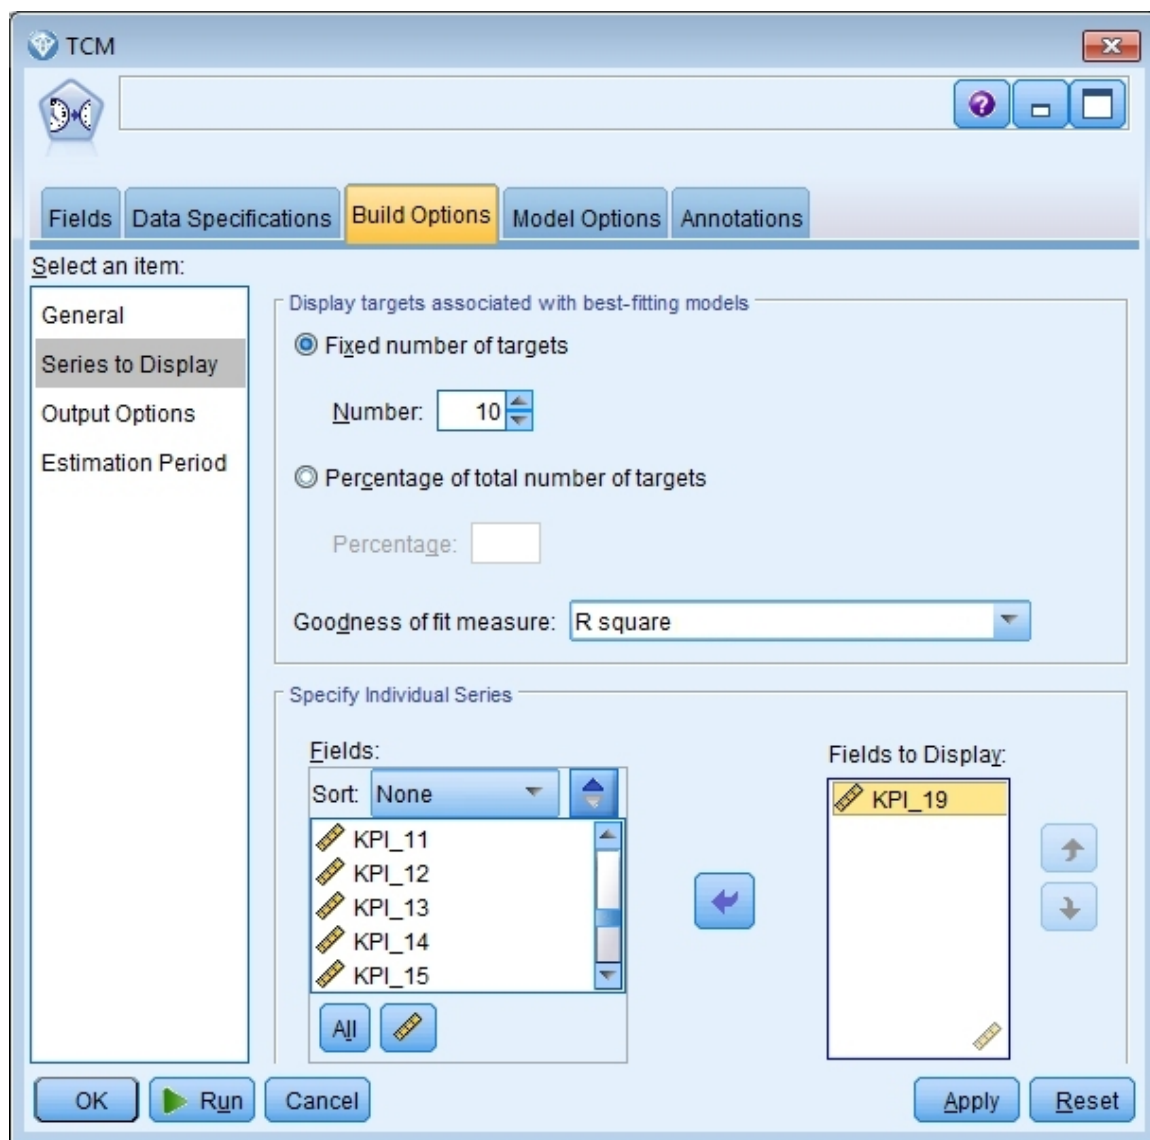 TCM
Fields Data Specifications Build Options Model Options Annotations
Select an item:
General
Series to Display
Output Options
Estimation Period
Display targets associated with best-fitting models
Fixed number of targets
Number: 10
Percentage of total number of targets
Percentage:
Goodness of fit measure: R square
Specify Individual Series
Fields:
Sort: None
KPI_11
KPI_12
KPI_13
KPI_14
KPI_15
All
Fields to Display:
KPI_19
OK Run Cancel Apply Reset